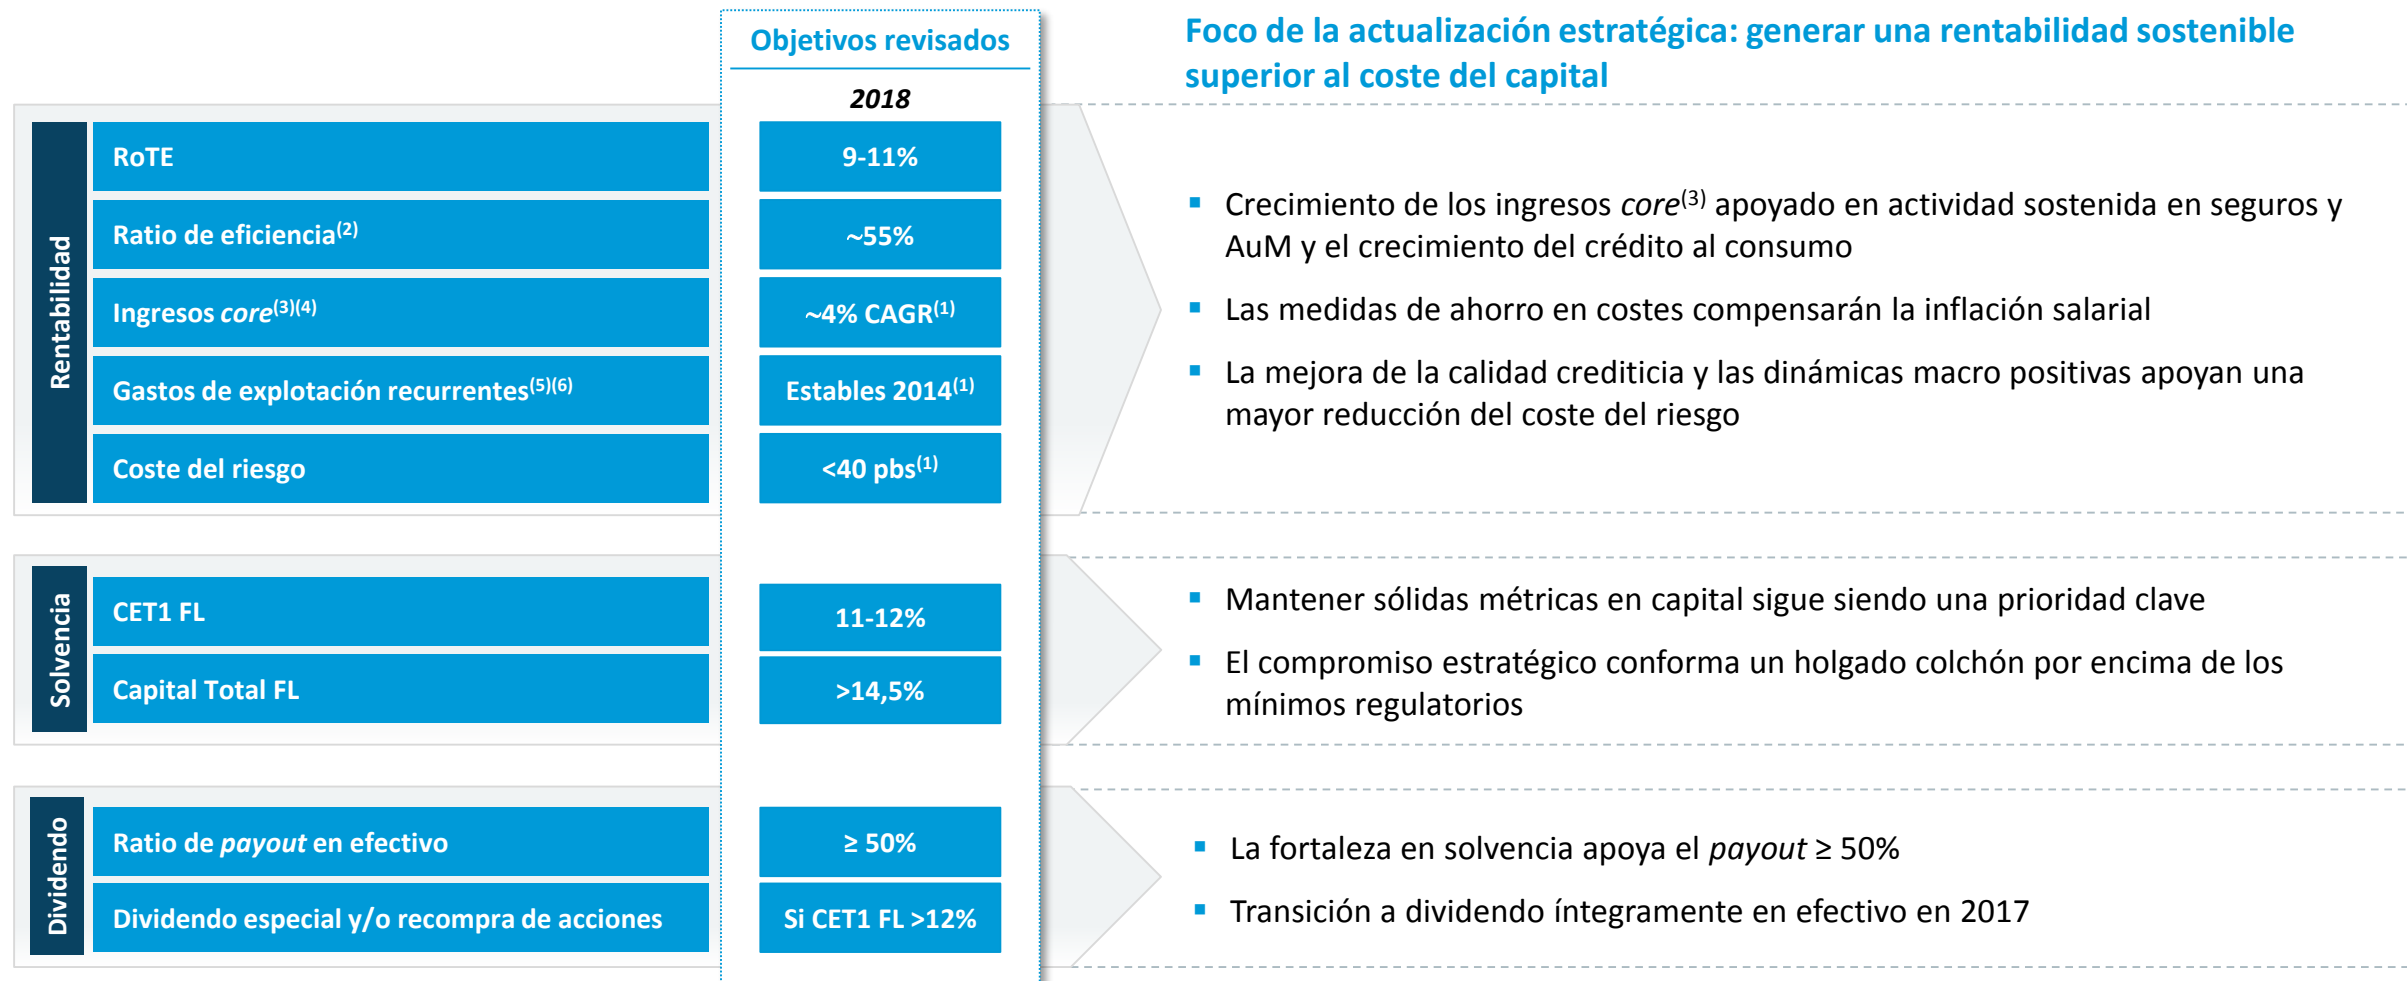 Objetivos revisados
2018
Foco de la actualización estratégica: generar una rentabilidad sostenible
superior al coste del capital
Rentabilidad
RoTE
9-11%
Ratio de eficiencia(2)
~55%
Ingresos core(3)(4)
~4% CAGR(1)
Gastos de explotación recurrentes(5)(6)
Estables 2014(1)
Coste del riesgo
<40 pbs(1)
▪ Crecimiento de los ingresos core(3) apoyado en actividad sostenida en seguros y
AuM y el crecimiento del crédito al consumo
▪ Las medidas de ahorro en costes compensarán la inflación salarial
▪ La mejora de la calidad crediticia y las dinámicas macro positivas apoyan una
mayor reducción del coste del riesgo
Solvencia
CET1 FL
11-12%
Capital Total FL
>14,5%
▪ Mantener sólidas métricas en capital sigue siendo una prioridad clave
▪ El compromiso estratégico conforma un holgado colchón por encima de los
mínimos regulatorios
Dividendo
Ratio de payout en efectivo
≥ 50%
Dividendo especial y/o recompra de acciones
Si CET1 FL >12%
▪ La fortaleza en solvencia apoya el payout ≥ 50%
▪ Transición a dividendo íntegramente en efectivo en 2017